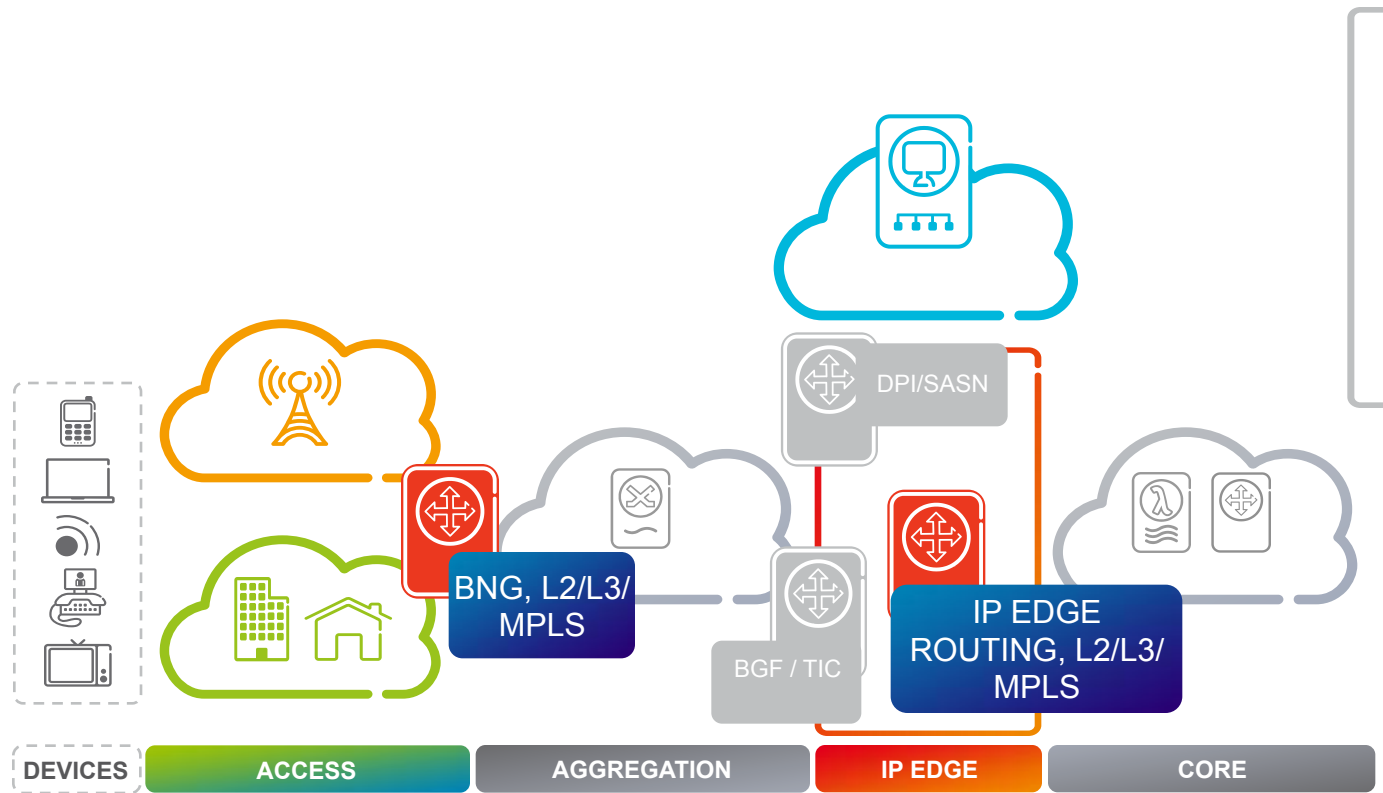 DPI/SASN
BNG, L2/L3/
MPLS
BGF / TIC
IP EDGE
ROUTING, L2/L3/
MPLS
DEVICES
ACCESS
AGGREGATION
IP EDGE
CORE